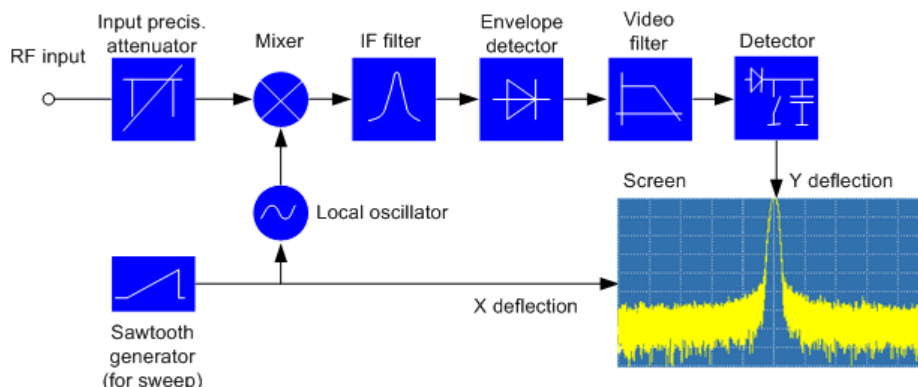 Input precis.
attenuator
Mixer
IF filter
Envelope
detector
Video
filter
Detector
RF input
Screen
Y deflection
Local oscillator
X deflection
Sawtooth
generator
(for sweep)